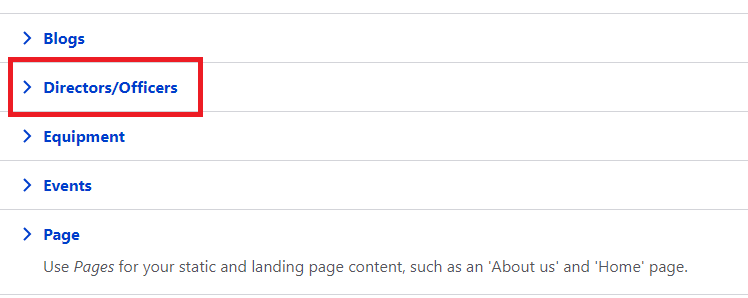 Blogs
Directors/Officers
Equipment
Events
Page
Use Pages for your static and landing page content, such as an 'About us' and 'Home' page.